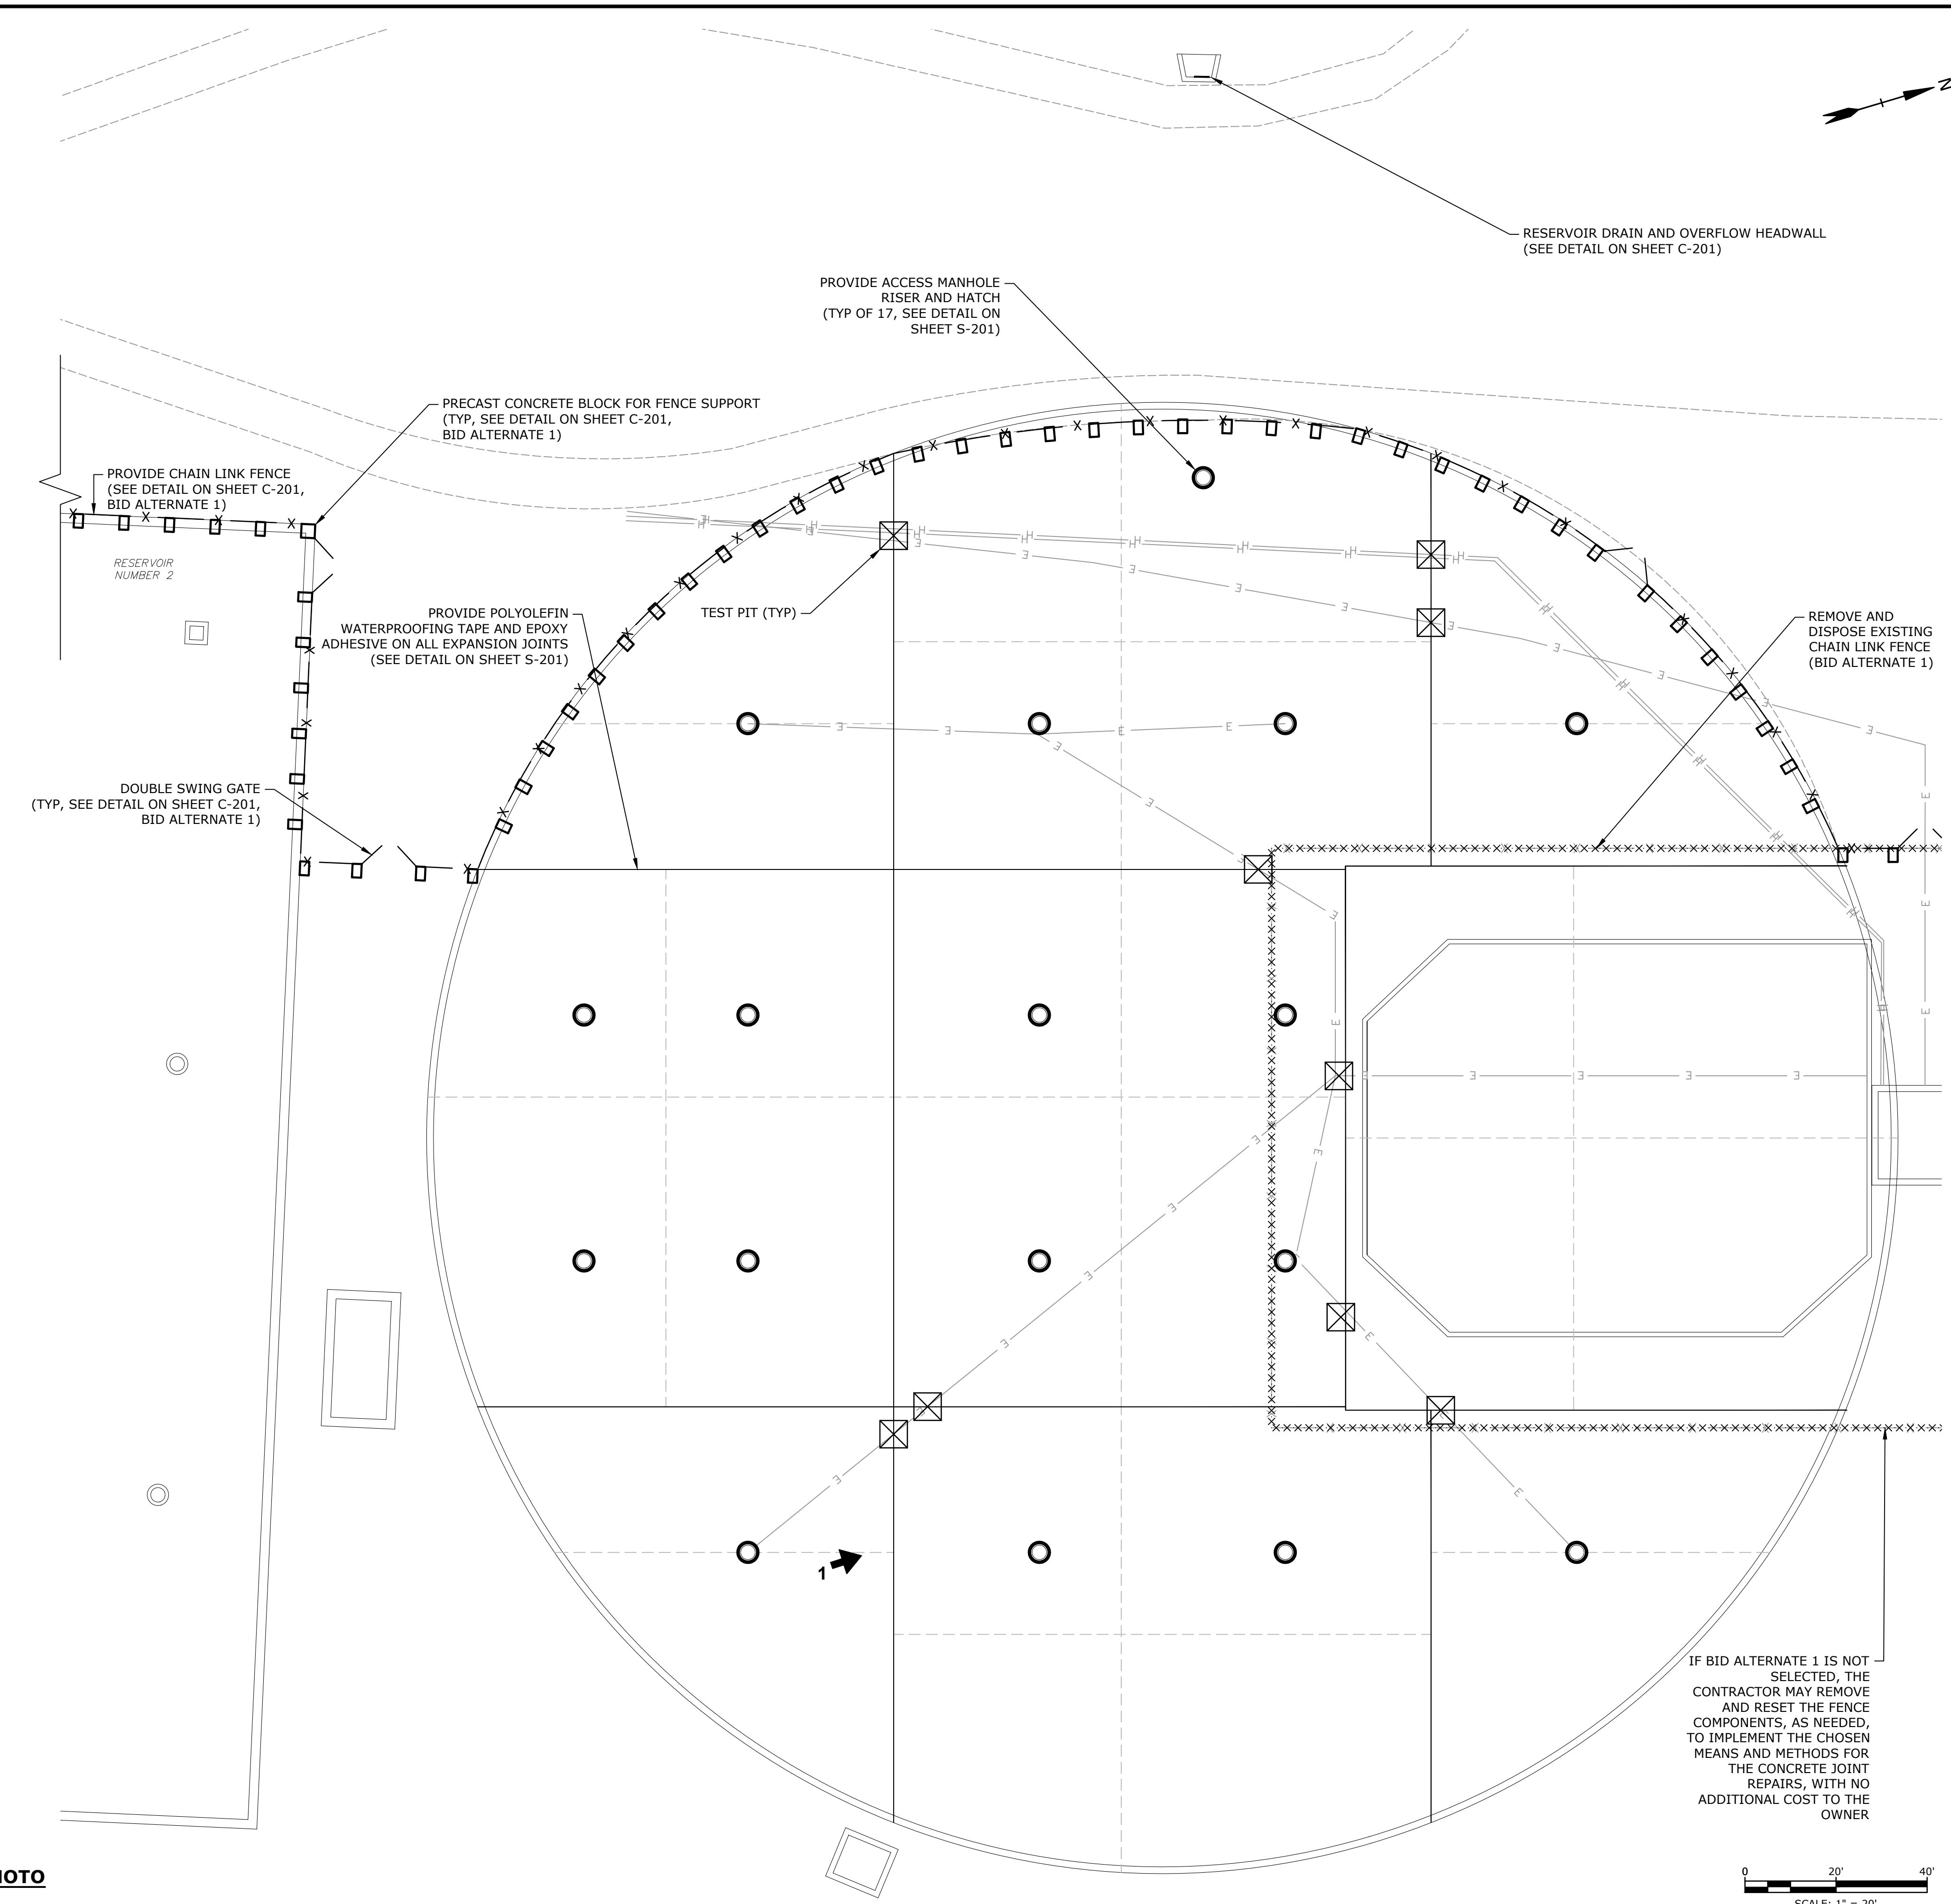 N
RESERVOIR DRAIN AND OVERFLOW HEADWALL
(SEE DETAIL ON SHEET C-201)
PROVIDE ACCESS MANHOLE
RISER AND HATCH
(TYP OF 17, SEE DETAIL ON
SHEET S-201)
PRECAST CONCRETE BLOCK FOR FENCE SUPPORT
(TYP, SEE DETAIL ON SHEET C-201,
BID ALTERNATE 1)
PROVIDE CHAIN LINK FENCE
(SEE DETAIL ON SHEET C-201,
BID ALTERNATE 1)
RESERVOIR
NUMBER 2
PROVIDE POLYOLEFIN
WATERPROOFING TAPE AND EPOXY
ADHESIVE ON ALL EXPANSION JOINTS
(SEE DETAIL ON SHEET S-201)
TEST PIT (TYP)
REMOVE AND
DISPOSE EXISTING
CHAIN LINK FENCE
(BID ALTERNATE 1)
DOUBLE SWING GATE
(TYP, SEE DETAIL ON SHEET C-201,
BID ALTERNATE 1)
1
IF BID ALTERNATE 1 IS NOT
SELECTED, THE
CONTRACTOR MAY REMOVE
AND RESET THE FENCE
COMPONENTS, AS NEEDED,
TO IMPLEMENT THE CHOSEN
MEANS AND METHODS FOR
THE CONCRETE JOINT
REPAIRS, WITH NO
ADDITIONAL COST TO THE
OWNER
0 20' 40'
SCALE: 1" = 20'